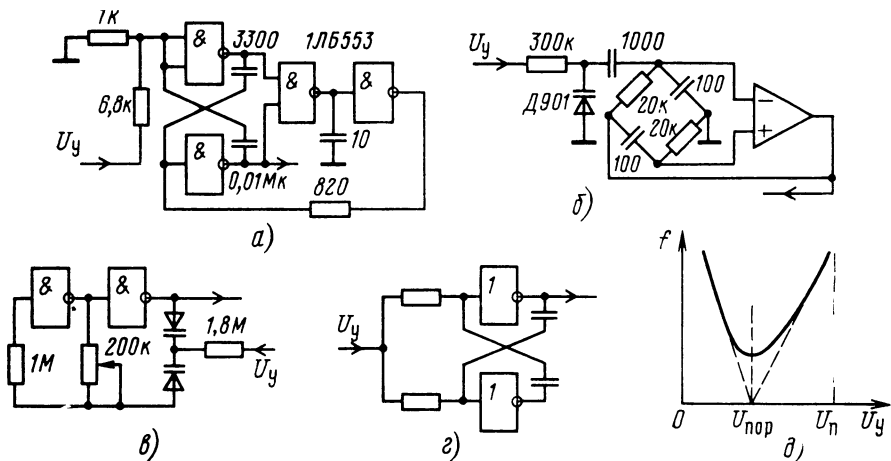 1к
&
3300
1ЛБ553
&
&
6,8к
Uу
&
10
0,01Мк
820
а)
Uу
300к
1000
Д901
20к
100
20к
100
−
+
б)
&
&
1М
200к
1,8М
Uу
в)
Uу
1
1
г)
f
0
Uпор
Uп
Uу
д)